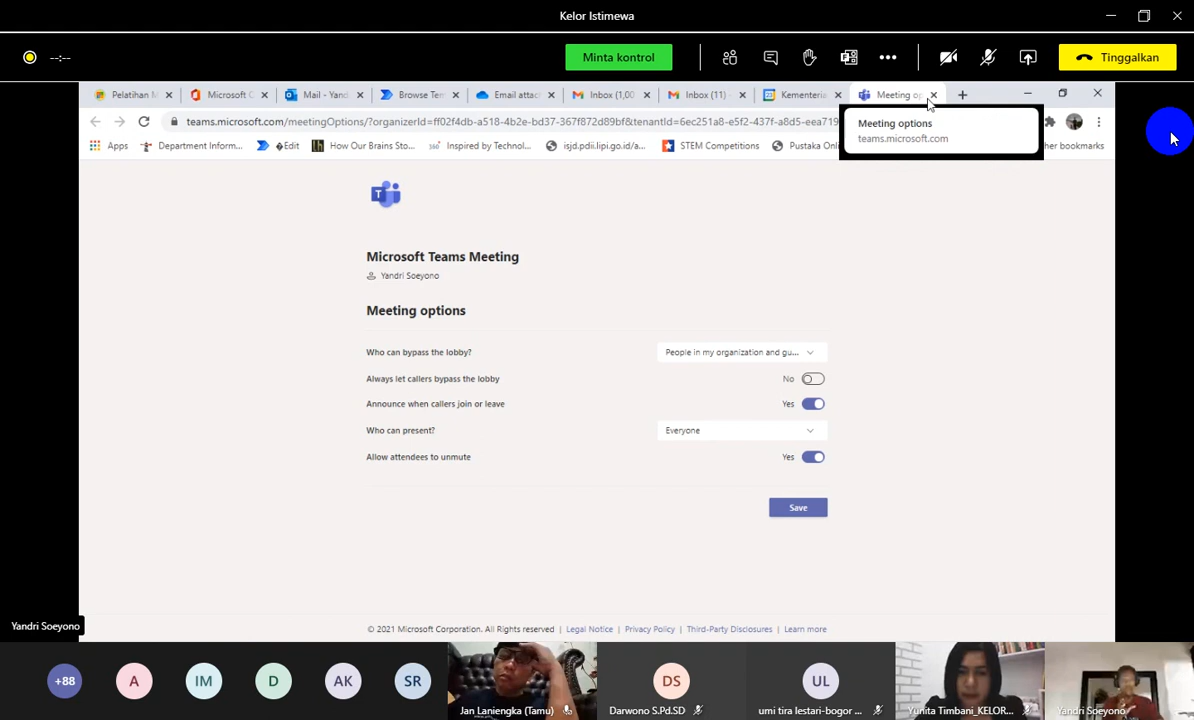 Kelor Istimewa
--:--
Minta kontrol
Tinggalkan
Pelatihan M
Microsoft C
Mail - Yand
Browse Tem
Email attac
Inbox (1,00
Inbox (11) -
Kementeria
Meeting op
teams.microsoft.com/meetingOptions/?organizerId=ff02f4db-a518-4b2e-bd37-367f872d89bf&tenantId=6ec251a8-e5f2-437f-a8d5-eea719
Meeting options
teams.microsoft.com
Apps
Department Inform...
�Edit
How Our Brains Sto...
Inspired by Technol...
isjd.pdii.lipi.go.id/a...
STEM Competitions
Pustaka Onli
her bookmarks
T
Microsoft Teams Meeting
Yandri Soeyono
Meeting options
Who can bypass the lobby?
People in my organization and gu...
Always let callers bypass the lobby
No
Announce when callers join or leave
Yes
Who can present?
Everyone
Allow attendees to unmute
Yes
Save
© 2021 Microsoft Corporation. All Rights reserved | Legal Notice | Privacy Policy | Third-Party Disclosures | Learn more
Yandri Soeyono
+88
A
IM
D
AK
SR
DS
UL
Jan Laniengka (Tamu)
Darwono S.Pd.SD
umi tira lestari-bogor ...
Yunita Timbani_KELOR...
Yandri Soeyono